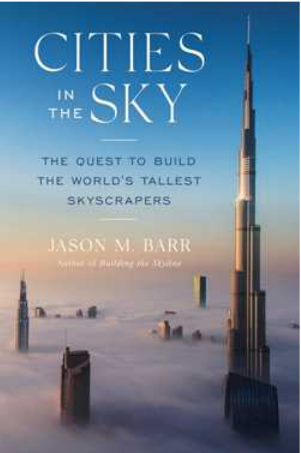 CITIES
IN THE SKY
THE QUEST TO BUILD
THE WORLD'S TALLEST
SKYSCRAPERS
JASON M. BARR
Author of Building the Skyline